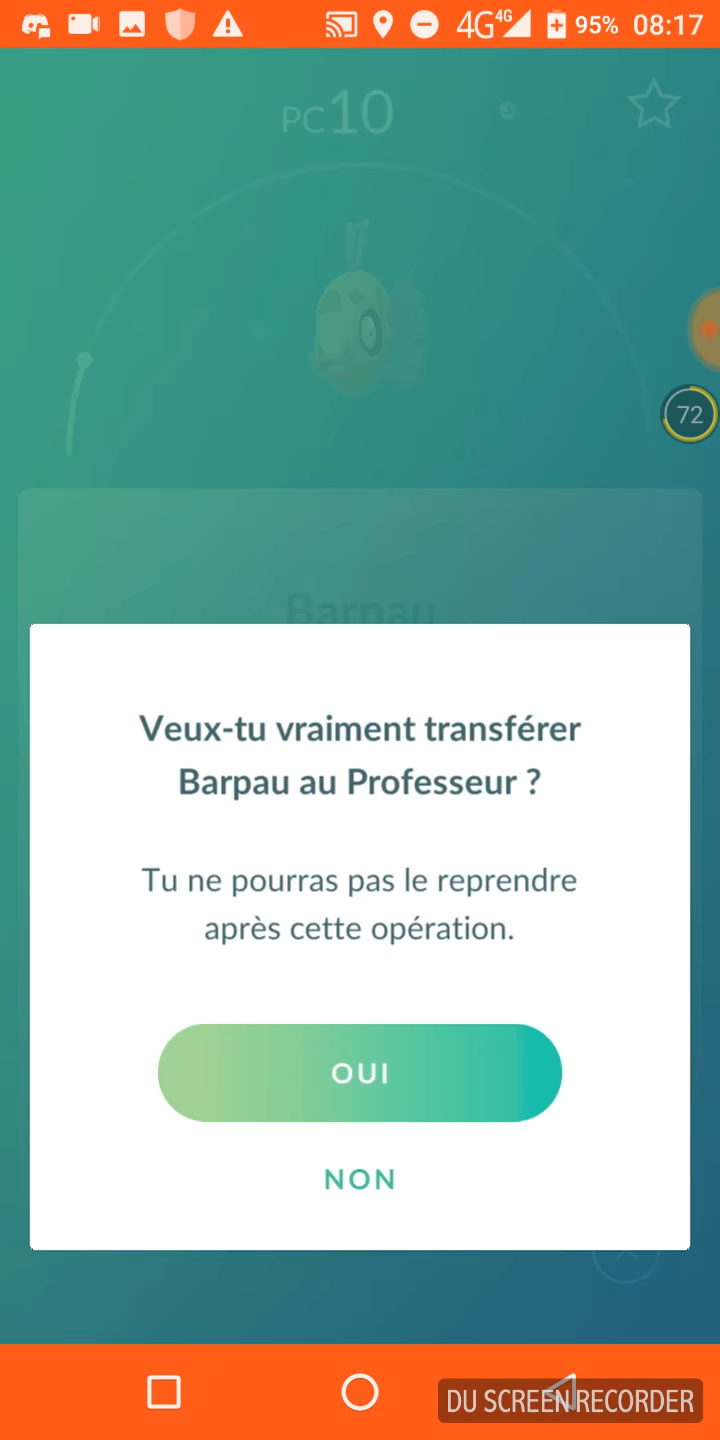 4G 4G 95% 08:17
PC10
72
Barpau
Veux-tu vraiment transférer
Barpau au Professeur ?
Tu ne pourras pas le reprendre
après cette opération.
OUI
NON
DU SCREEN RECORDER